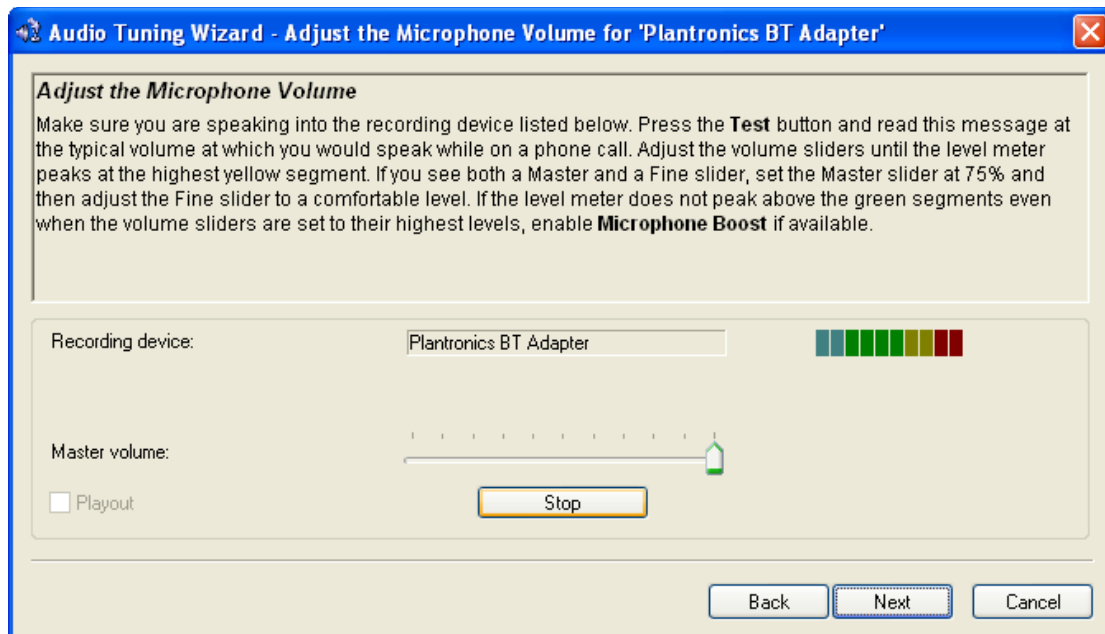 Audio Tuning Wizard - Adjust the Microphone Volume for 'Plantronics BT Adapter'
Adjust the Microphone Volume
Make sure you are speaking into the recording device listed below. Press the Test button and read this message at
the typical volume at which you would speak while on a phone call. Adjust the volume sliders until the level meter
peaks at the highest yellow segment. If you see both a Master and a Fine slider, set the Master slider at 75% and
then adjust the Fine slider to a comfortable level. If the level meter does not peak above the green segments even
when the volume sliders are set to their highest levels, enable Microphone Boost if available.
Recording device: Plantronics BT Adapter
Master volume:
Playout Stop
Back Next Cancel